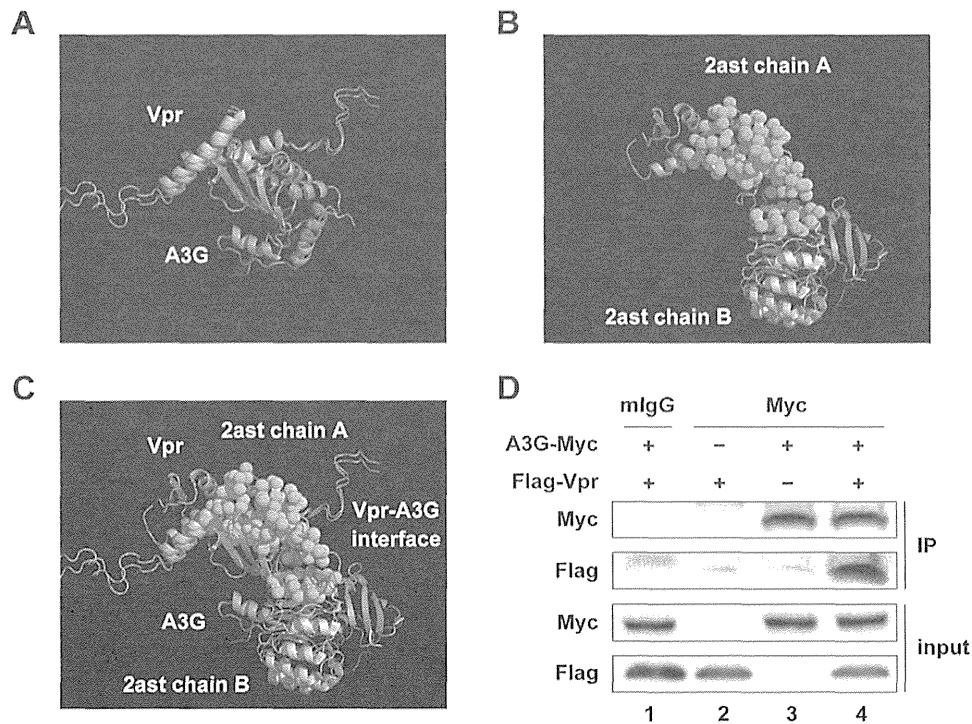 A
Vpr
A3G
B
2ast chain A
2ast chain B
C
Vpr
2ast chain A
Vpr-A3G
interface
A3G
2ast chain B
D
mIgG Myc
A3G-Myc + − + +
Flag-Vpr + + − +
Myc
Flag
IP
Myc
Flag
input
1 2 3 4